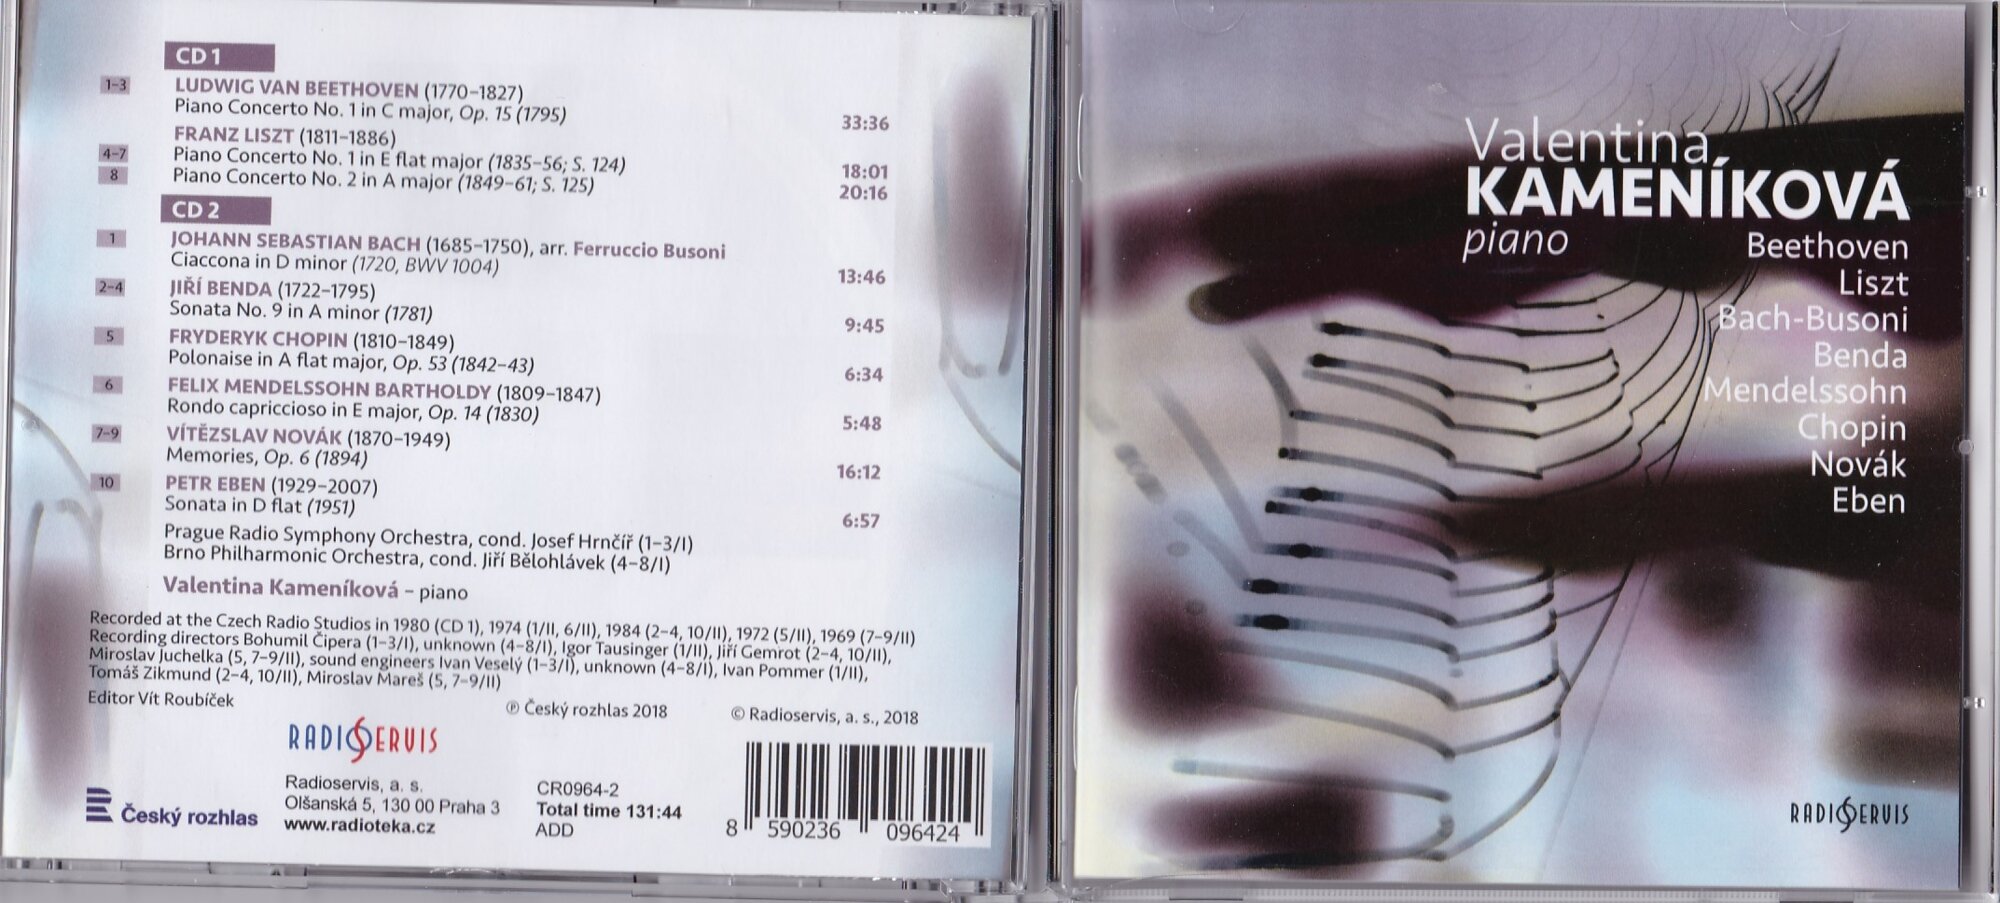 CD 1
1–3 LUDWIG VAN BEETHOVEN (1770–1827)
Piano Concerto No. 1 in C major, Op. 15 (1795) 33:36
FRANZ LISZT (1811–1886)
4–7 Piano Concerto No. 1 in E flat major (1835–56; S. 124) 18:01
8 Piano Concerto No. 2 in A major (1849–61; S. 125) 20:16
CD 2
1 JOHANN SEBASTIAN BACH (1685–1750), arr. Ferruccio Busoni
Ciaccona in D minor (1720, BWV 1004) 13:46
2–4 JIŘÍ BENDA (1722–1795)
Sonata No. 9 in A minor (1781) 9:45
5 FRYDERYK CHOPIN (1810–1849)
Polonaise in A flat major, Op. 53 (1842–43) 6:34
6 FELIX MENDELSSOHN BARTHOLDY (1809–1847)
Rondo capriccioso in E major, Op. 14 (1830) 5:48
7–9 VÍTĚZSLAV NOVÁK (1870–1949)
Memories, Op. 6 (1894) 16:12
10 PETR EBEN (1929–2007)
Sonata in D flat (1951) 6:57
Prague Radio Symphony Orchestra, cond. Josef Hrnčíř (1–3/I)
Brno Philharmonic Orchestra, cond. Jiří Bělohlávek (4–8/I)
Valentina Kameníková – piano
Recorded at the Czech Radio Studios in 1980 (CD 1), 1974 (1/II, 6/II), 1984 (2–4, 10/II), 1972 (5/II), 1969 (7–9/II)
Recording directors Bohumil Čipera (1–3/I), unknown (4–8/I), Igor Tausinger (1/II), Jiří Gemrot (2–4, 10/II),
Miroslav Juchelka (5, 7–9/II), sound engineers Ivan Veselý (1–3/I), unknown (4–8/I), Ivan Pommer (1/II),
Tomáš Zikmund (2–4, 10/II), Miroslav Mareš (5, 7–9/II)
Editor Vít Roubíček
℗ Český rozhlas 2018
© Radioservis, a. s., 2018
RADIOSERVIS
Český rozhlas
Radioservis, a. s.
Olšanská 5, 130 00 Praha 3
www.radioteka.cz
CR0964-2
Total time 131:44
ADD
8 590236 096424
Valentina
KAMENÍKOVÁ
piano
Beethoven
Liszt
Bach-Busoni
Benda
Mendelssohn
Chopin
Novák
Eben
RADIOSERVIS